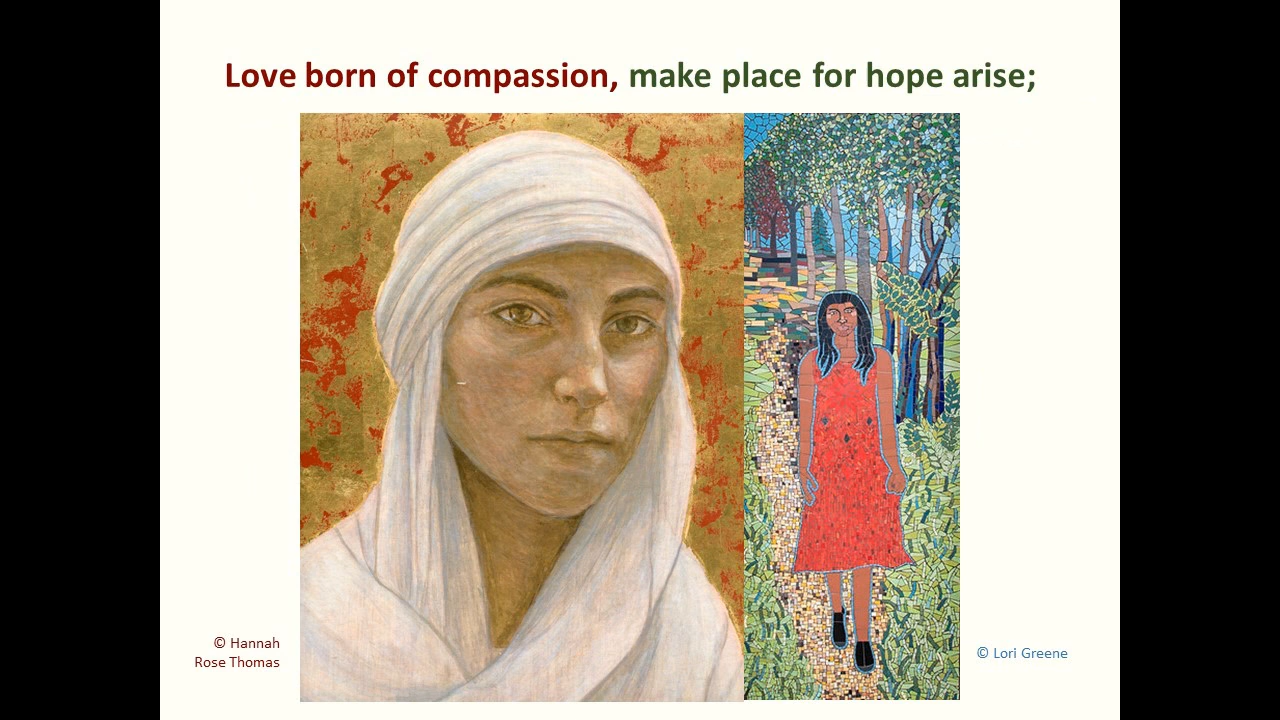 Love born of compassion, make place for hope arise;
© Hannah
Rose Thomas
© Lori Greene